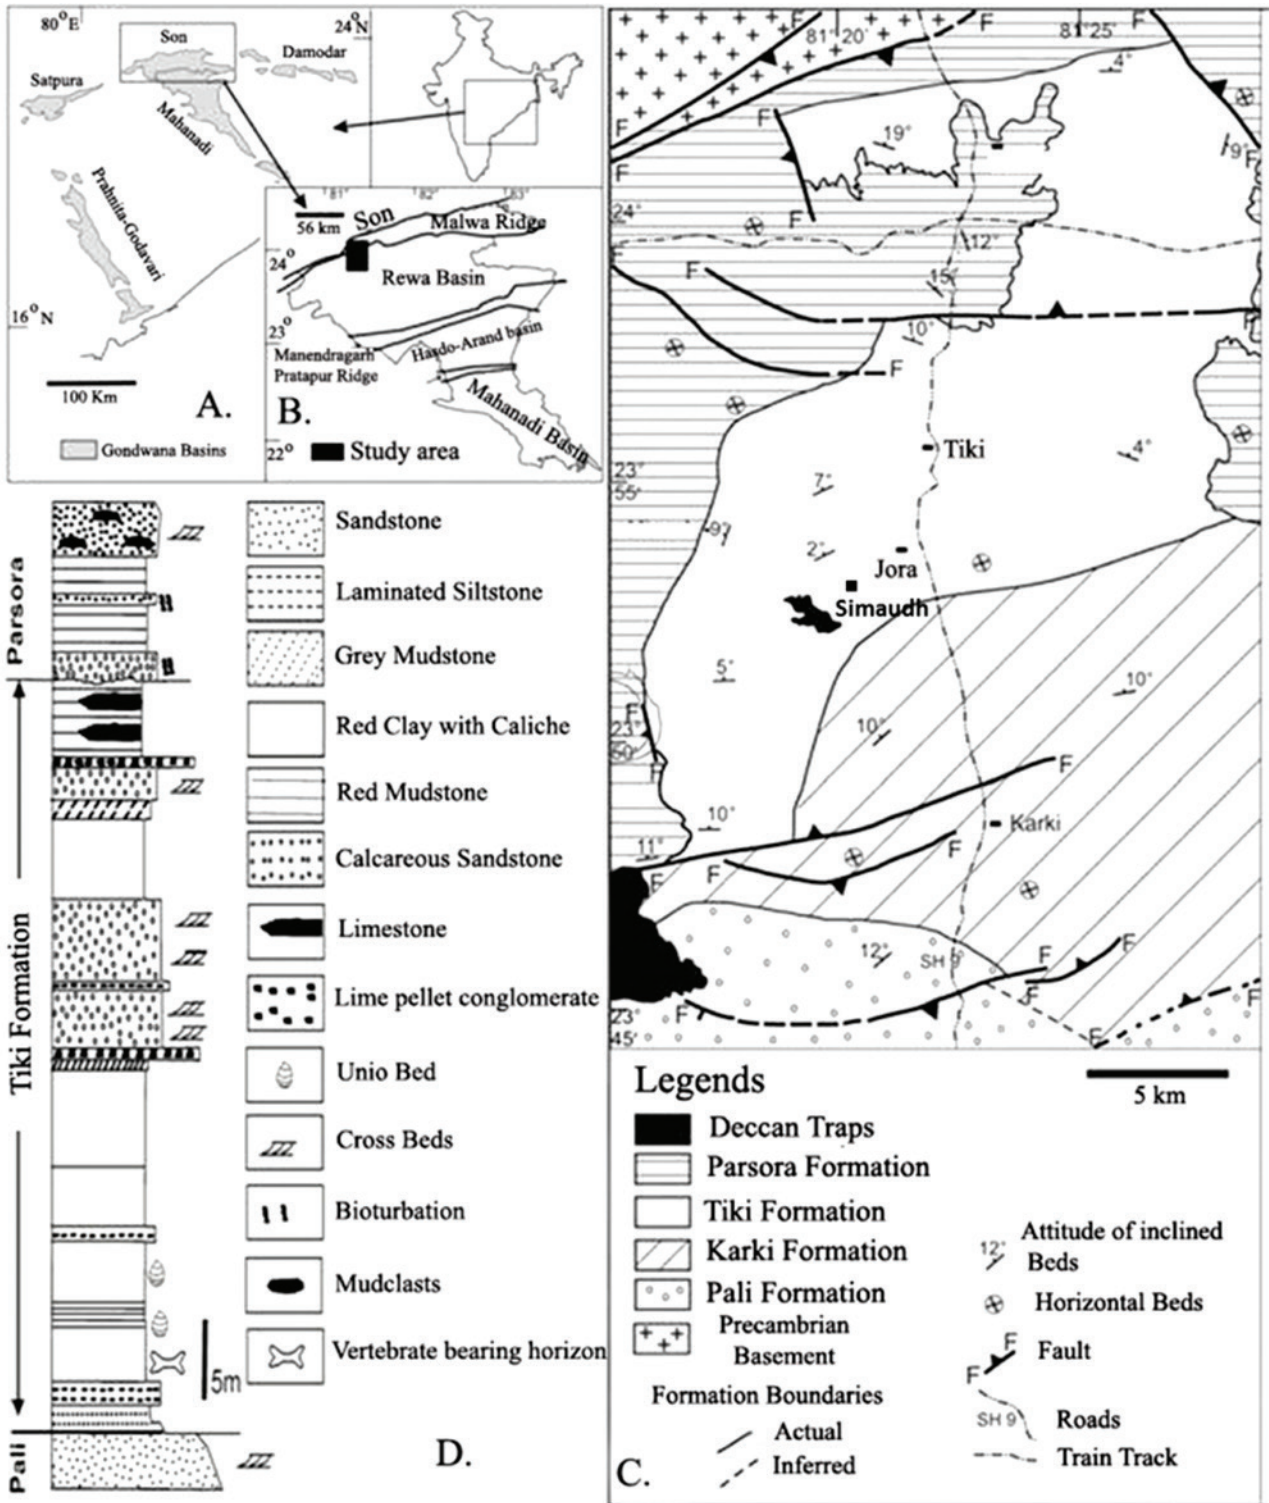 80°E
24°N
Son
Damodar
Satpura
Mahanadi
Prahnita-Godavari
16°N
100 Km
A.
Gondwana Basins
81°
82°
83°
56 km
Son
Malwa Ridge
24°
Rewa Basin
23°
Hasdo-Arand basin
Manendragarh
Pratapur Ridge
Mahanadi Basin
B.
22°
Study area
Parsora
Tiki Formation
Pali
5m
D.
Sandstone
Laminated Siltstone
Grey Mudstone
Red Clay with Caliche
Red Mudstone
Calcareous Sandstone
Limestone
Lime pellet conglomerate
Unio Bed
Cross Beds
Bioturbation
Mudclasts
Vertebrate bearing horizon
F
F
F
81° 20'
81° 25'
4°
F
F
F
19°
9°
F
F
24°
F
12°
F
F
15°
10°
F
F
Tiki
4°
23°
55'
7°
9°
2°
Jora
Simaudh
5°
10°
10°
F
23°
50'
F
F
10°
Karki
11°
F
F
F
12°
SH 9
F
F
F
F
F
F
23°
45'
5 km
Legends
Deccan Traps
Parsora Formation
Tiki Formation
Karki Formation
Pali Formation
Precambrian
Basement
Formation Boundaries
Actual
Inferred
12°
Attitude of inclined
Beds
Horizontal Beds
F
F
Fault
SH 9
Roads
Train Track
C.